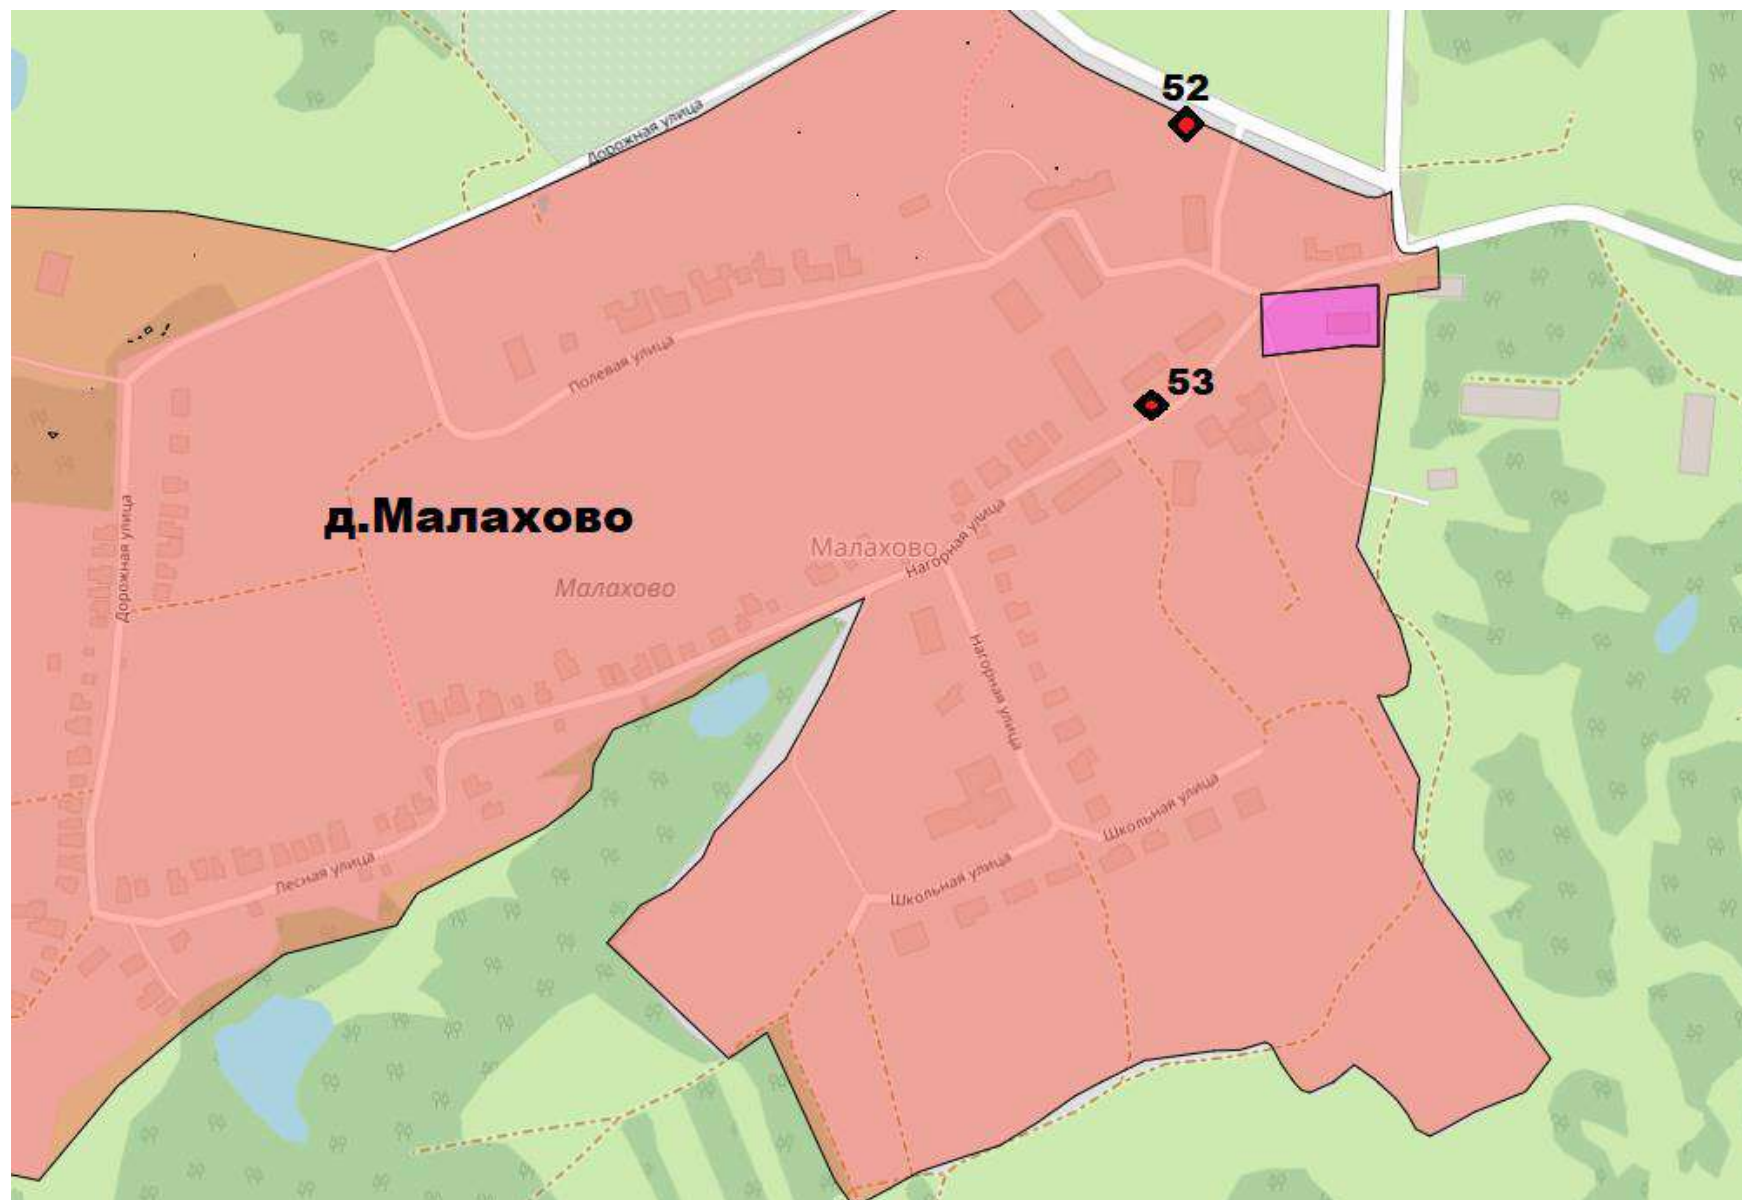 52
Дорожная улица
Полевая улица
53
д.Малахово
Дорожная улица
Малахово
Нагорная улица
Малахово
Нагорная улица
Школьная улица
Лесная улица
Школьная улица